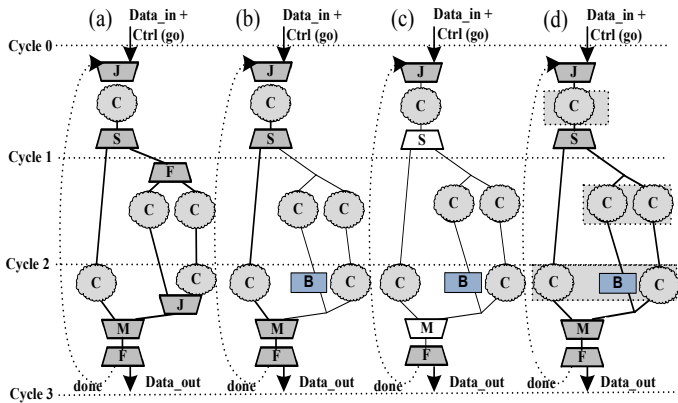 (a) Data_in + Ctrl (go)
(b) Data_in + Ctrl (go)
(c) Data_in + Ctrl (go)
(d) Data_in + Ctrl (go)
Cycle 0
J J J J
C C C C
S S S S
Cycle 1
F
C C C C C C C C
Cycle 2
C C C B C C B C C B C
J
M M M M
F F F F
done Data_out done Data_out done Data_out done Data_out
Cycle 3